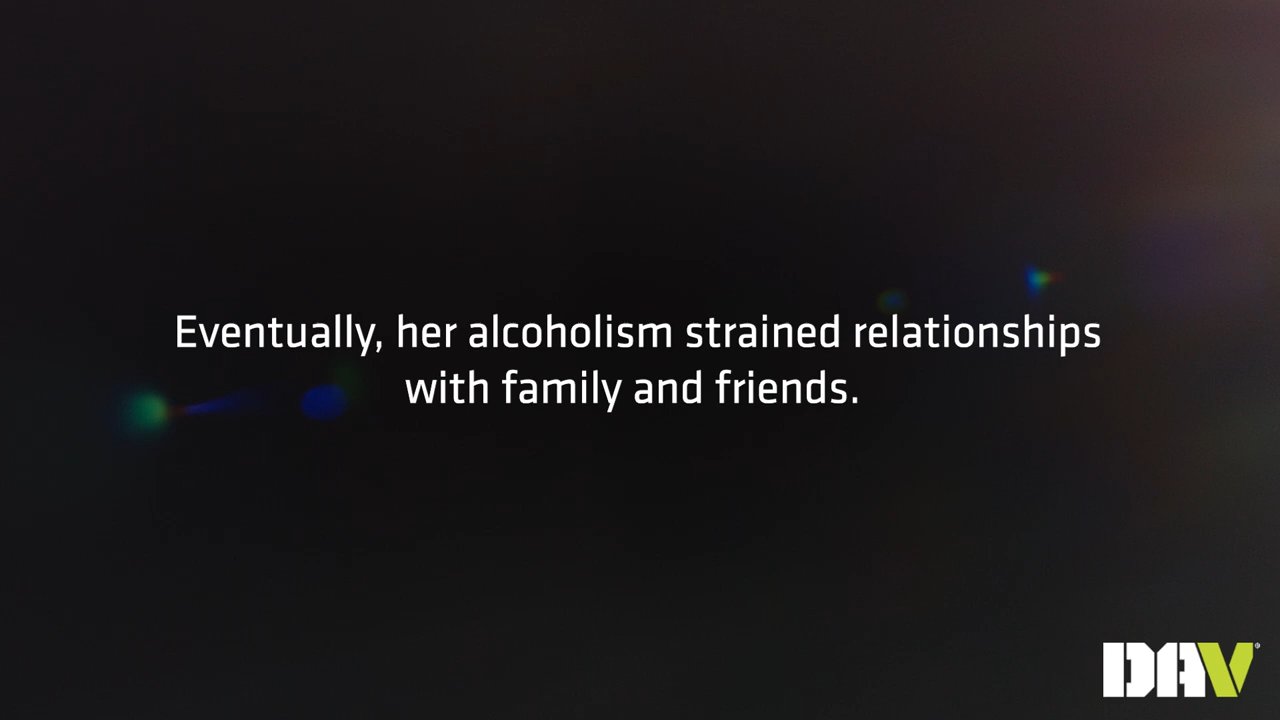 Eventually, her alcoholism strained relationships
with family and friends.
DAV®